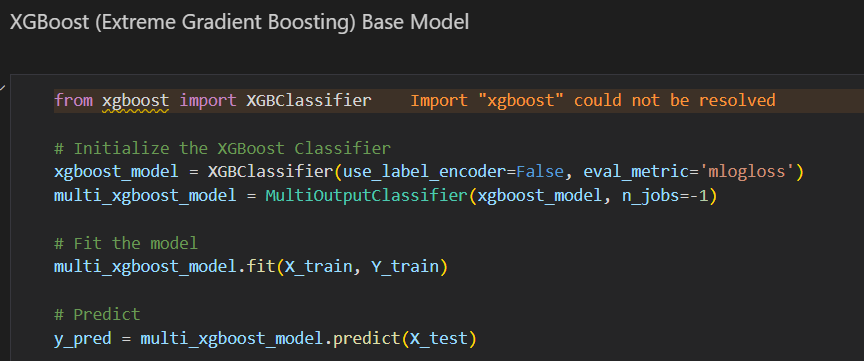 XGBoost (Extreme Gradient Boosting) Base Model
from xgboost import XGBClassifier    Import "xgboost" could not be resolved
# Initialize the XGBoost Classifier
xgboost_model = XGBClassifier(use_label_encoder=False, eval_metric='mlogloss')
multi_xgboost_model = MultiOutputClassifier(xgboost_model, n_jobs=-1)
# Fit the model
multi_xgboost_model.fit(X_train, Y_train)
# Predict
y_pred = multi_xgboost_model.predict(X_test)